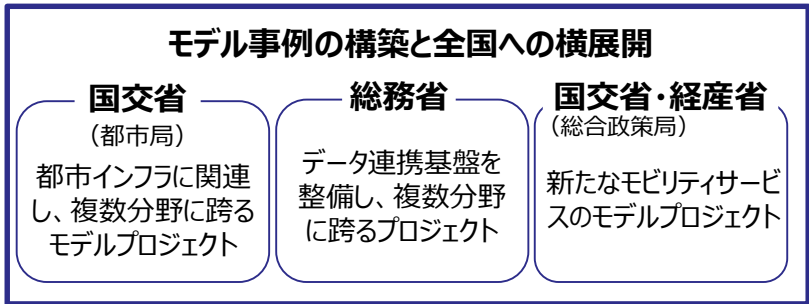 モデル事例の構築と全国への横展開
国交省
(都市局)
都市インフラに関連
し、複数分野に跨る
モデルプロジェクト
総務省
データ連携基盤を
整備し、複数分野
に跨るプロジェクト
国交省・経産省
(総合政策局)
新たなモビリティサービ
スのモデルプロジェクト